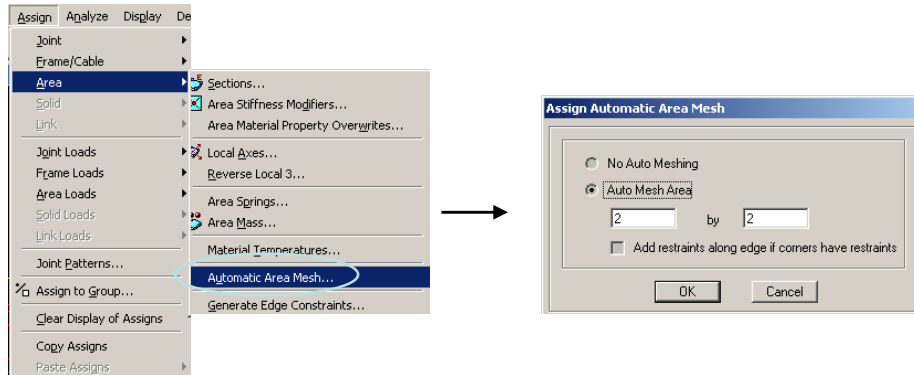 Assign Analyze Display De
Joint
Frame/Cable
Area
Solid
Link
Joint Loads
Frame Loads
Area Loads
Solid Loads
Link Loads
Joint Patterns...
Assign to Group...
Clear Display of Assigns
Copy Assigns
Paste Assigns
Sections...
Area Stiffness Modifiers...
Area Material Property Overwrites...
Local Axes...
Reverse Local 3...
Area Springs...
Area Mass...
Material Temperatures...
Automatic Area Mesh...
Generate Edge Constraints...
Assign Automatic Area Mesh
No Auto Meshing
Auto Mesh Area
2 by 2
Add restraints along edge if corners have restraints
OK Cancel